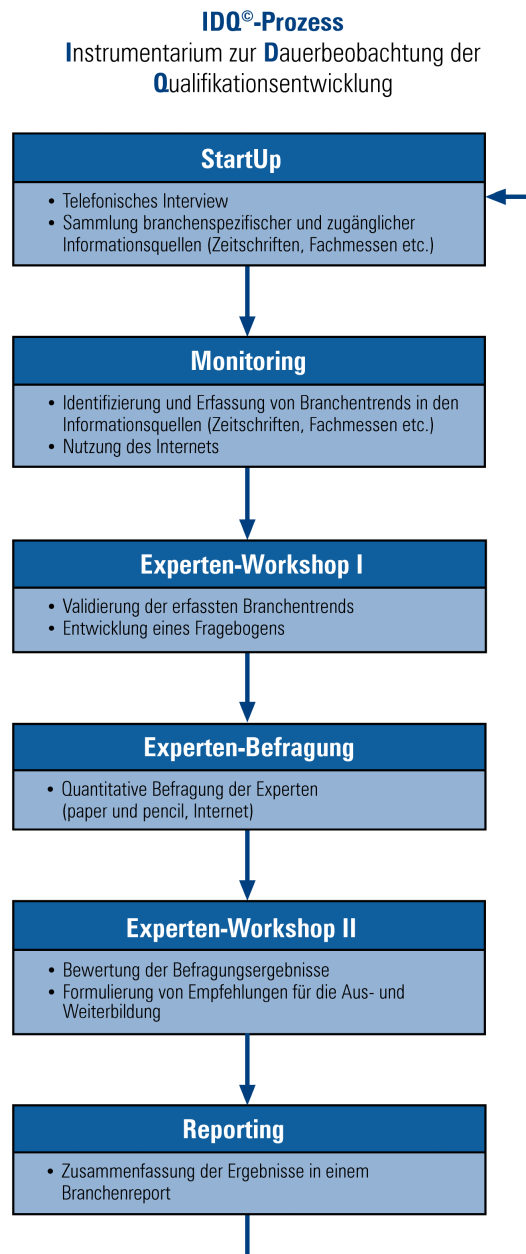 IDQ©-Prozess
Instrumentarium zur Dauerbeobachtung der
Qualifikationsentwicklung
StartUp
• Telefonisches Interview
• Sammlung branchenspezifischer und zugänglicher
Informationsquellen (Zeitschriften, Fachmessen etc.)
Monitoring
• Identifizierung und Erfassung von Branchentrends in den
Informationsquellen (Zeitschriften, Fachmessen etc.)
• Nutzung des Internets
Experten-Workshop I
• Validierung der erfassten Branchentrends
• Entwicklung eines Fragebogens
Experten-Befragung
• Quantitative Befragung der Experten
(paper und pencil, Internet)
Experten-Workshop II
• Bewertung der Befragungsergebnisse
• Formulierung von Empfehlungen für die Aus- und
Weiterbildung
Reporting
• Zusammenfassung der Ergebnisse in einem
Branchenreport